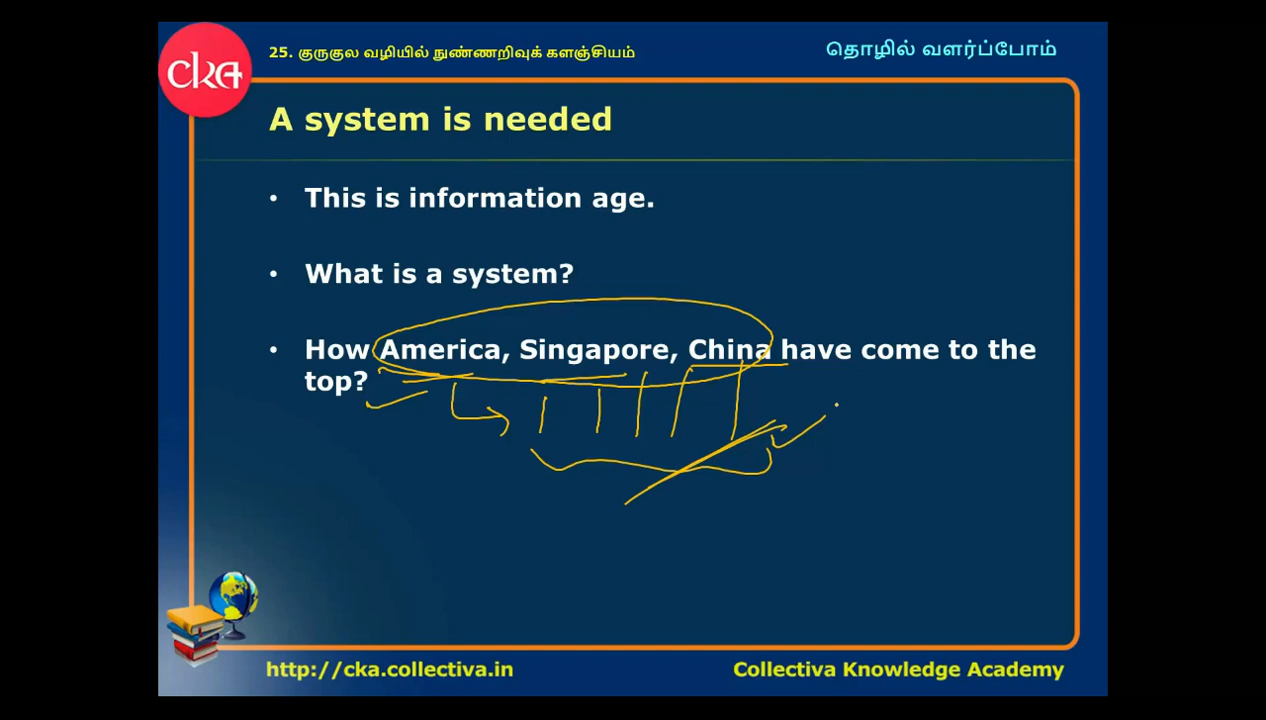 cka
25. குருகுல வழியில் நுண்ணறிவுக் களஞ்சியம்
தொழில் வளர்ப்போம்
A system is needed
• This is information age.
• What is a system?
• How America, Singapore, China have come to the
top?
http://cka.collectiva.in
Collectiva Knowledge Academy